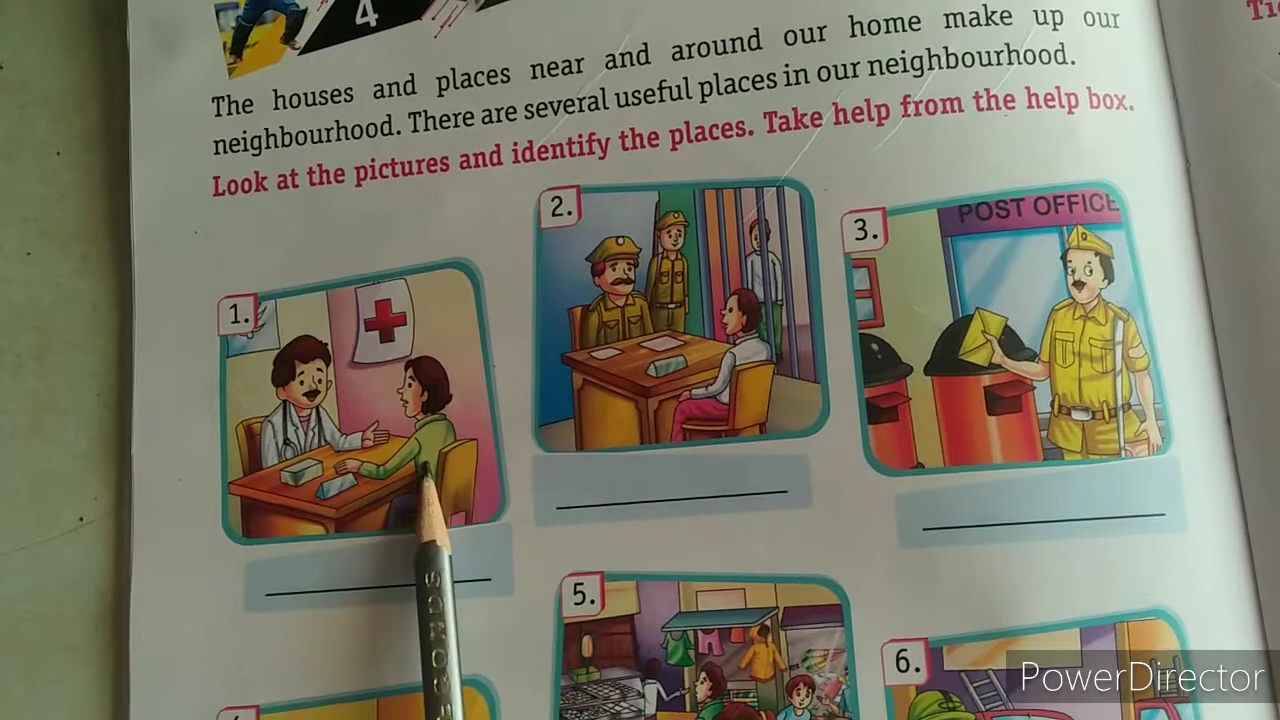 4
The houses and places near and around our home make up our
neighbourhood. There are several useful places in our neighbourhood.
Look at the pictures and identify the places. Take help from the help box.
1.
2.
3.
POST OFFICE
5.
6.
PowerDirector